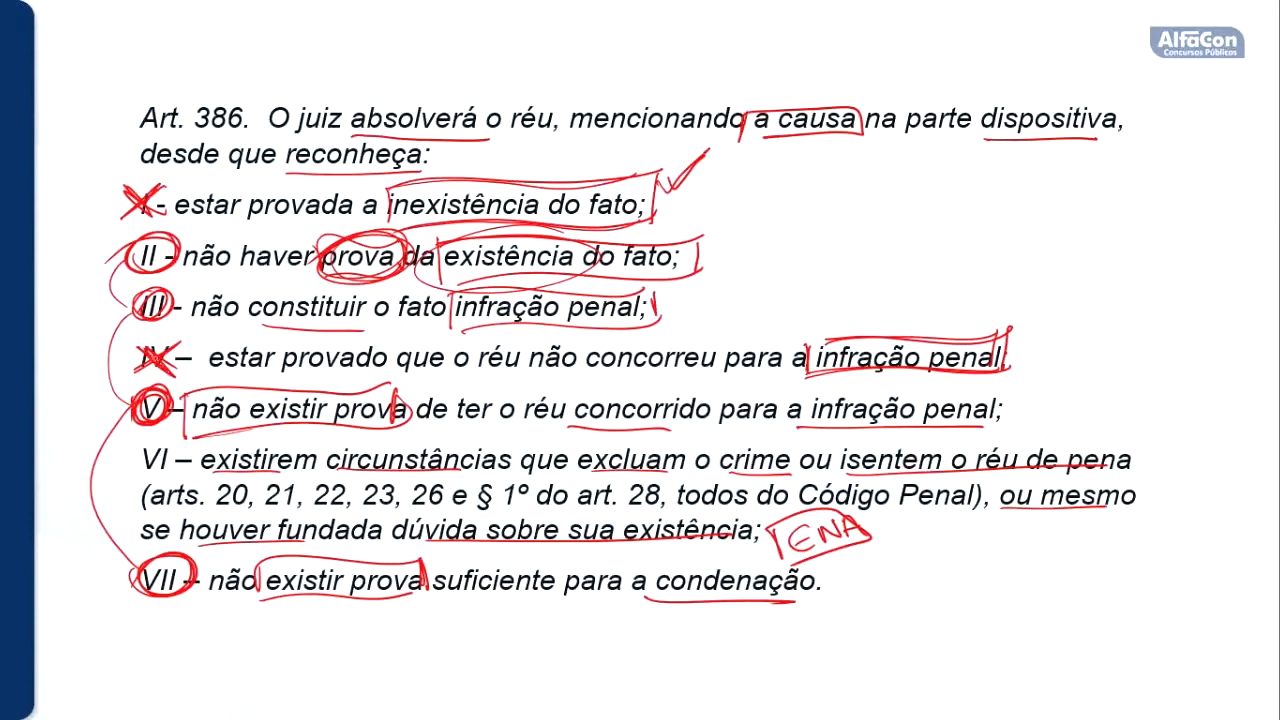 AlfaCon
Concursos Públicos
Art. 386. O juiz absolverá o réu, mencionando a causa na parte dispositiva,
desde que reconheça:
I - estar provada a inexistência do fato;
II - não haver prova da existência do fato;
III - não constituir o fato infração penal;
IV – estar provado que o réu não concorreu para a infração penal;
V – não existir prova de ter o réu concorrido para a infração penal;
VI – existirem circunstâncias que excluam o crime ou isentem o réu de pena
(arts. 20, 21, 22, 23, 26 e § 1º do art. 28, todos do Código Penal), ou mesmo
se houver fundada dúvida sobre sua existência;
VII – não existir prova suficiente para a condenação.